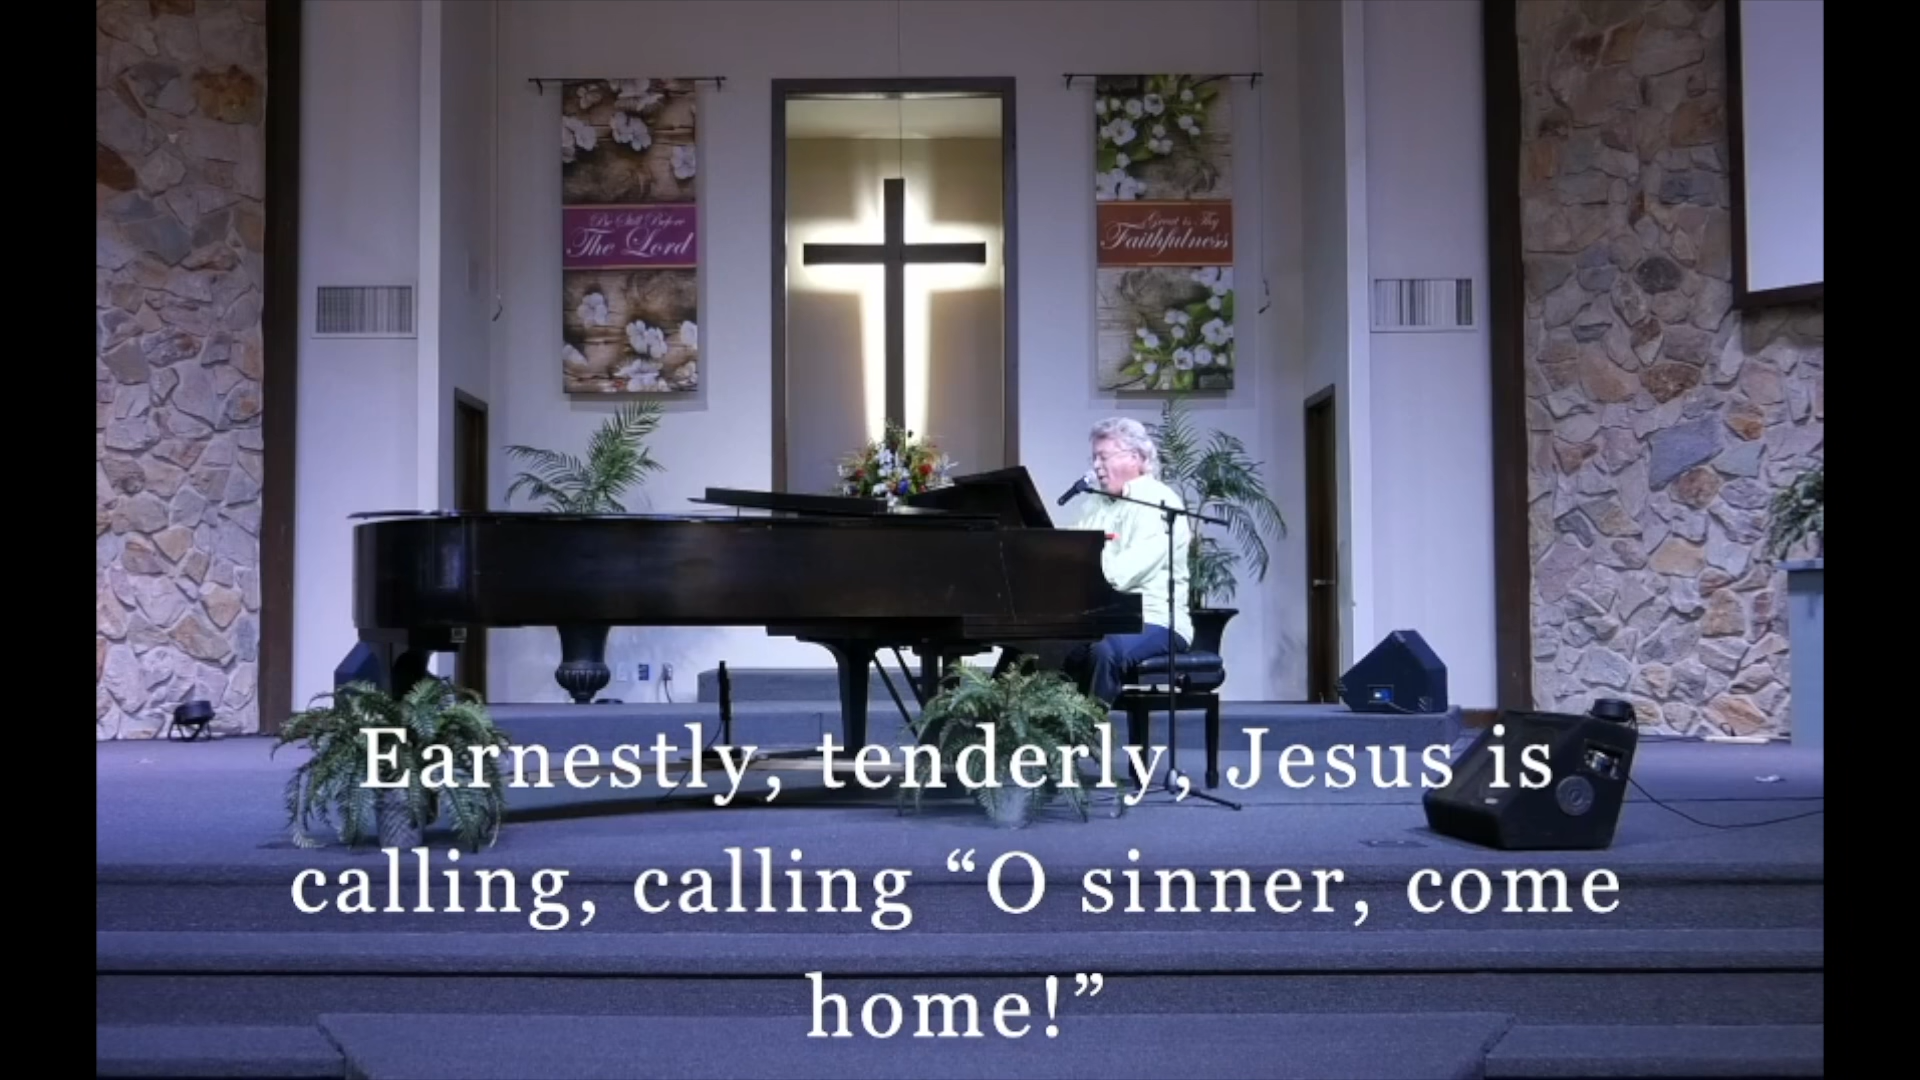 Be Still Before
The Lord
Great is Thy
Faithfulness
Earnestly, tenderly, Jesus is
calling, calling “O sinner, come
home!”